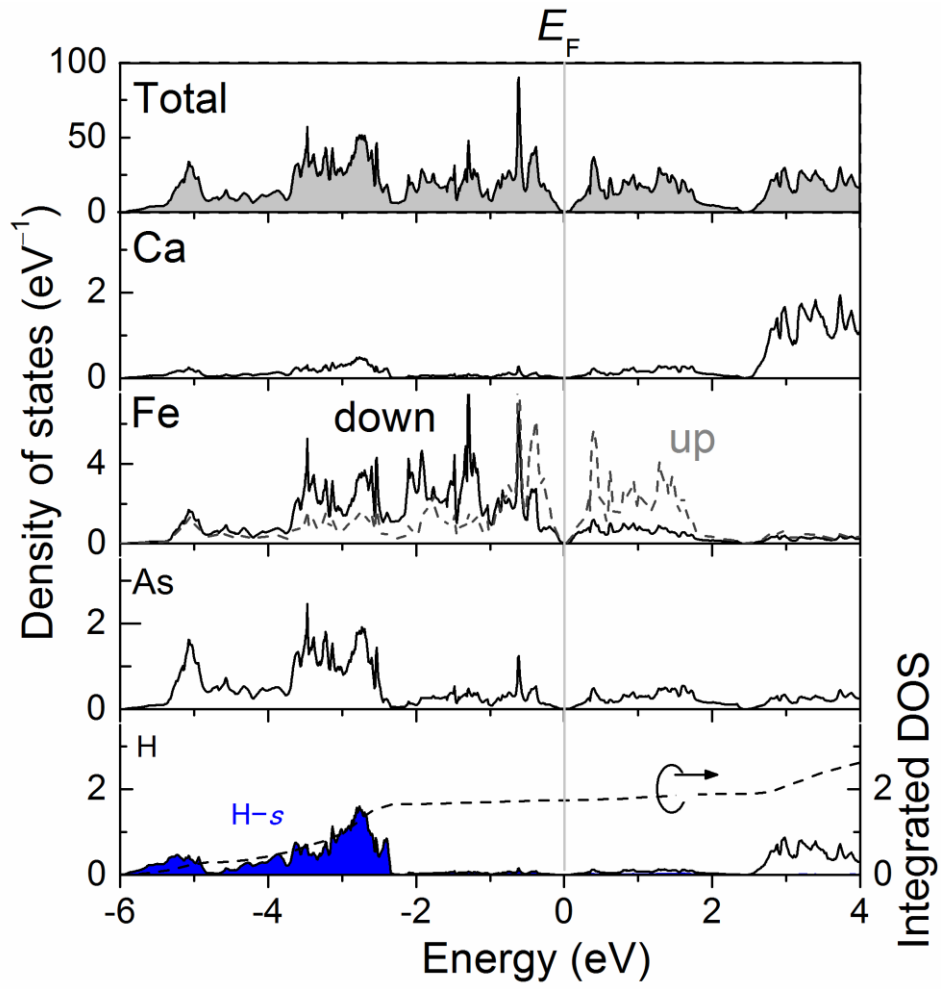 E_F
100
Total
50
0
Ca
2
0
Fe
down
up
4
0
As
2
0
H
2
2
H-s
0
0
-6
-4
-2
0
2
4
Energy (eV)
Density of states (eV⁻¹)
Integrated DOS